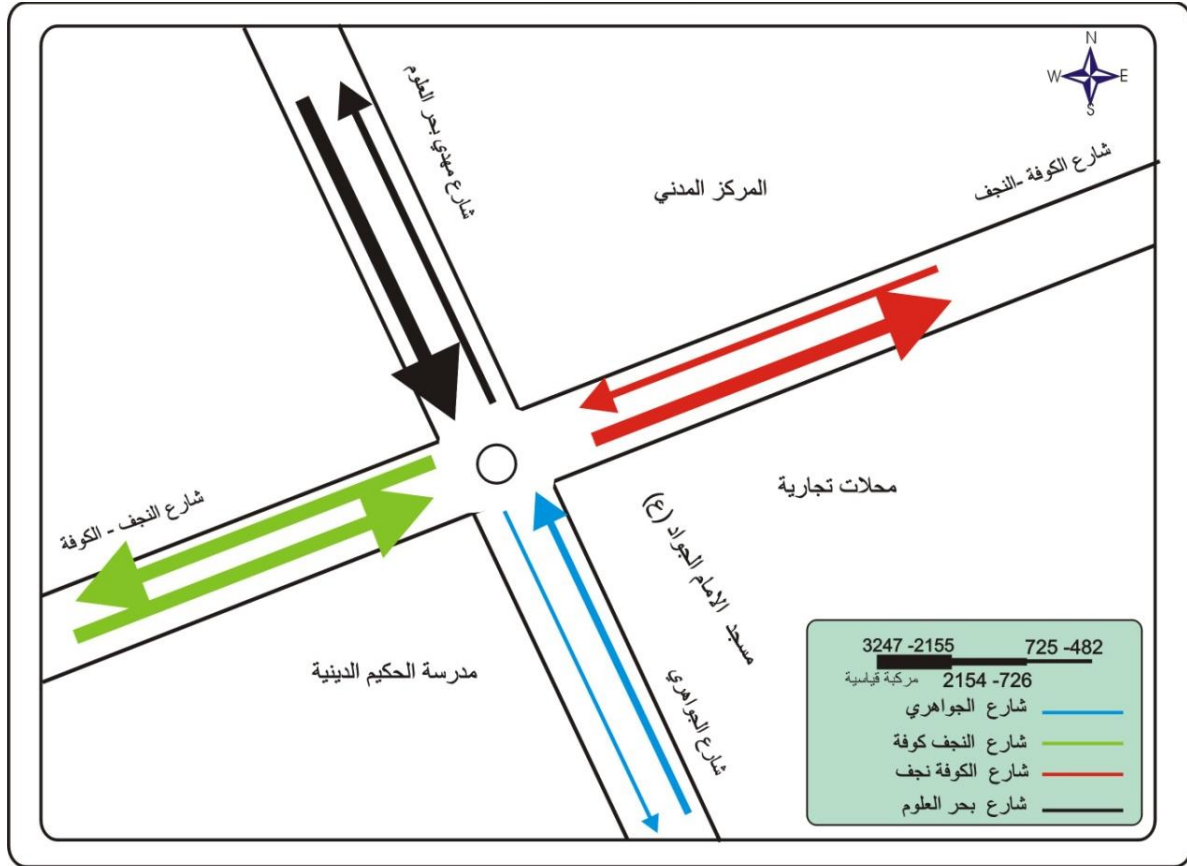 N
W E
S
شارع مهدي بحر العلوم
المركز المدني
شارع الكوفة -النجف
شارع النجف - الكوفة
محلات تجارية
مسجد الامام الجواد (ع)
مدرسة الحكيم الدينية
شارع الجواهري
3247 -2155 725 -482
مركبة قياسية 2154 -726
شارع الجواهري
شارع النجف كوفة
شارع الكوفة نجف
شارع بحر العلوم